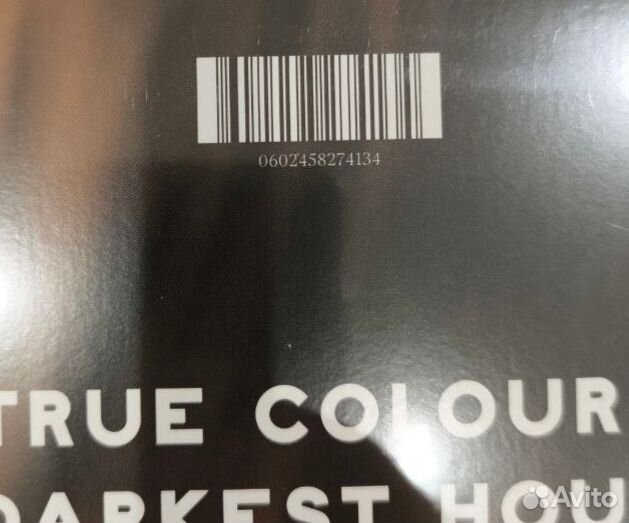 0602458274134
TRUE COLOUR
DARKEST HOU
Avito